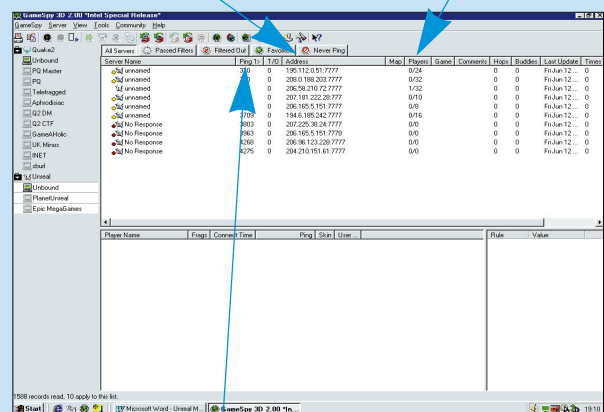 GameSpy 3D 2.00 *Intel Special Release*
GameSpy Server View Tools Community Help
Quake2
Unbound
PQ Master
PQ
Teletragged
Aphrodisiac
Q2 DM
Q2 CTF
GameAHolic
UK Minos
INET
sburl
Unreal
Unbound
PlanetUnreal
Epic MegaGames
All Servers Passed Filters Filtered Out Favourites Never Ping
Server Name Ping 1> T/O Address Map Players Game Comments Hops Buddies Last Update Times
unnamed 0 195.112.0.51:7777 0/24 0 0 Fri Jun 12 ... 0
unnamed 0 208.0.188.203:7777 0/32 0 0 Fri Jun 12 ... 0
unnamed 0 206.58.210.72:7777 1/32 0 0 Fri Jun 12 ... 0
unnamed 0 207.181.222.28:7777 0/10 0 0 Fri Jun 12 ... 0
unnamed 0 206.165.5.151:7777 0/8 0 0 Fri Jun 12 ... 0
unnamed 3703 0 194.6.185.242:7777 0/16 0 0 Fri Jun 12 ... 0
No Response 3803 0 207.225.38.24:7777 0/0 0 0 Fri Jun 12 ... 0
No Response 3963 0 206.165.5.151:7778 0/0 0 0 Fri Jun 12 ... 0
No Response 4268 0 206.96.123.228:7777 0/0 0 0 Fri Jun 12 ... 0
No Response 4275 0 204.210.151.61:7777 0/0 0 0 Fri Jun 12 ... 0
Player Name Frags Connect Time Ping Skin User ...
Rule Value
1588 records read, 10 apply to this list.
Start Microsoft Word - Unreal M... GameSpy 3D 2.00 *In... 19:10